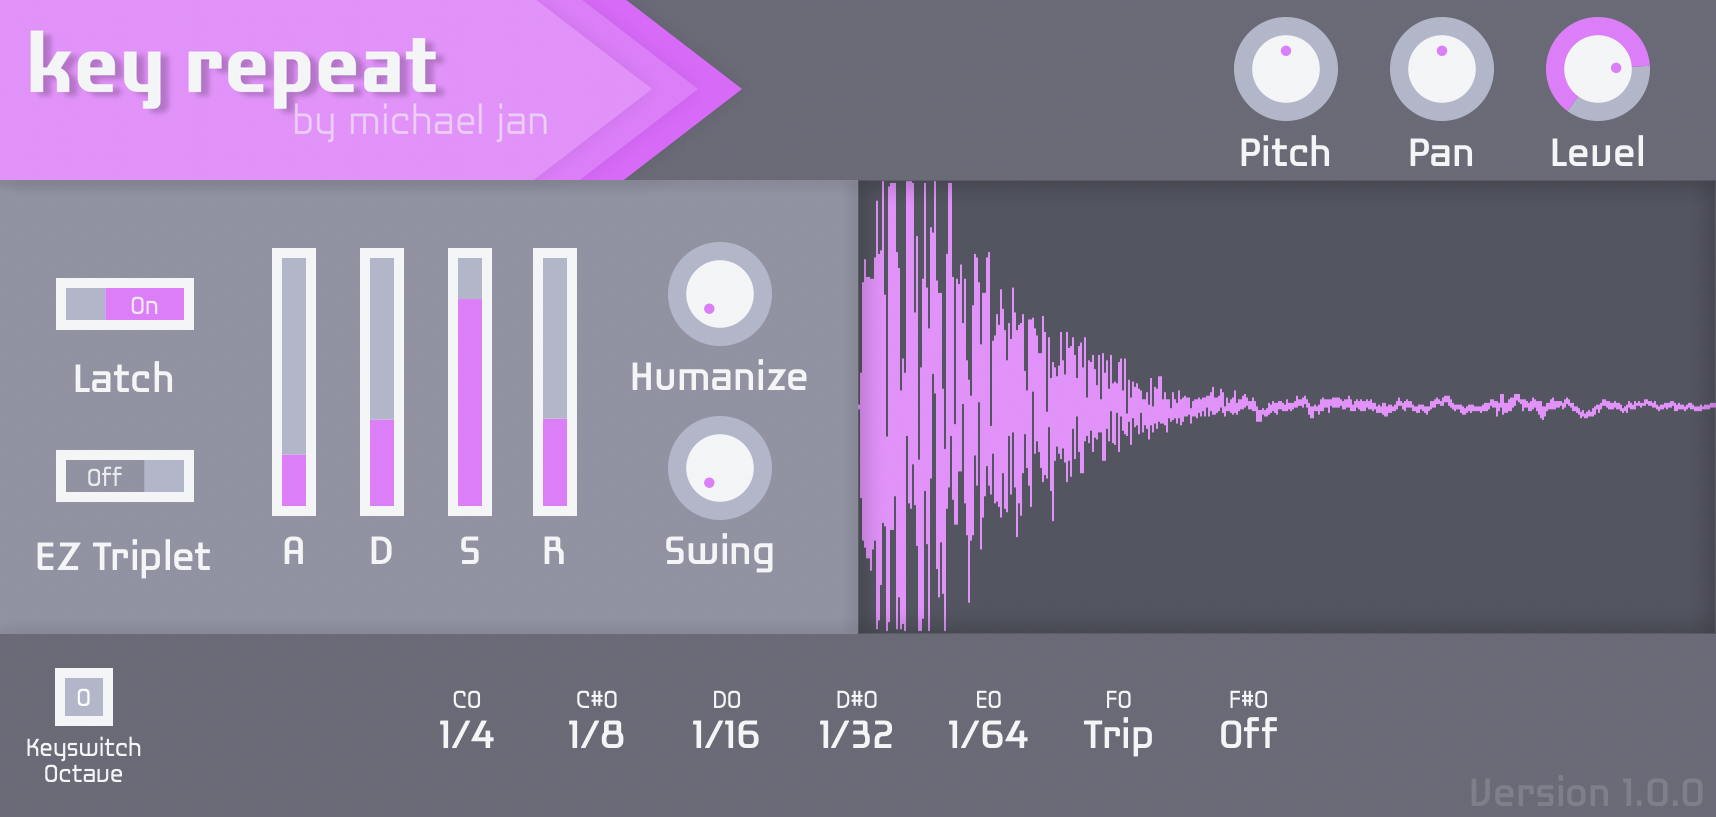 key repeat
by michael jan
Pitch
Pan
Level
On
Latch
Off
EZ Triplet
A
D
S
R
Humanize
Swing
0
Keyswitch
Octave
C0
1/4
C#0
1/8
D0
1/16
D#0
1/32
E0
1/64
F0
Trip
F#0
Off
Version 1.0.0